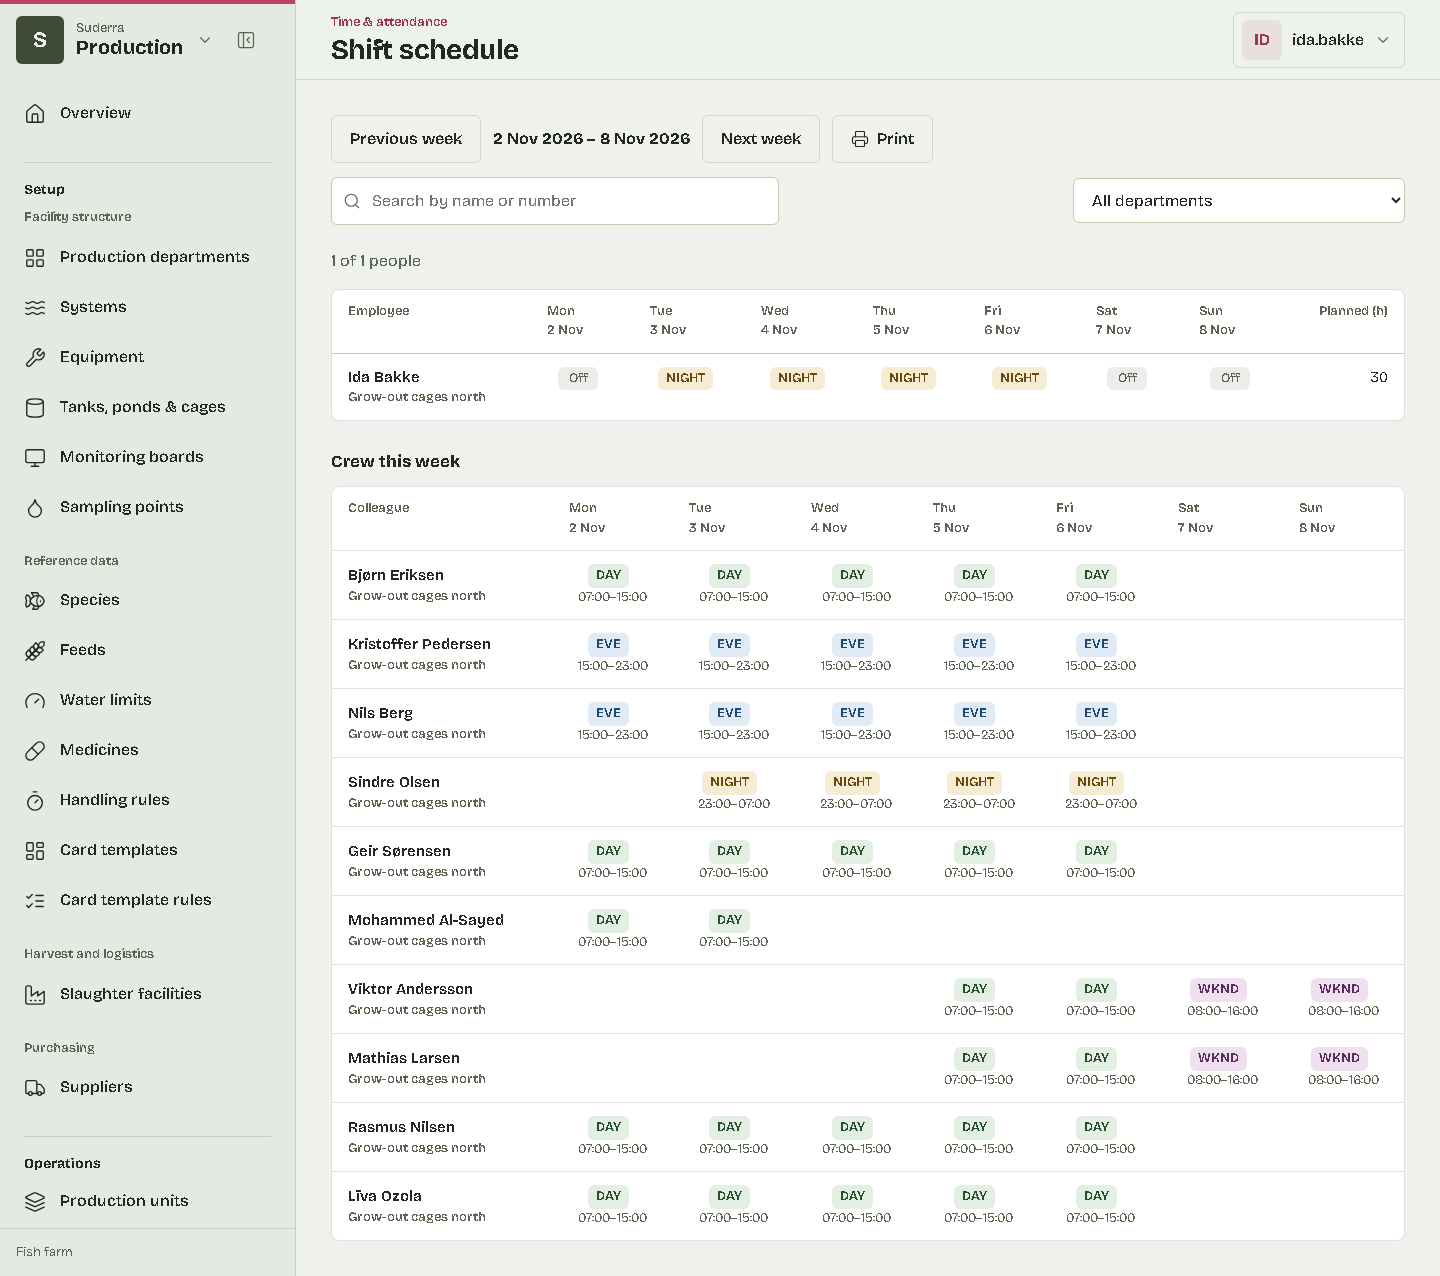 Suderra
S
Production
Overview
Setup
Facility structure
Production departments
Systems
Equipment
Tanks, ponds & cages
Monitoring boards
Sampling points
Reference data
Species
Feeds
Water limits
Medicines
Handling rules
Card templates
Card template rules
Harvest and logistics
Slaughter facilities
Purchasing
Suppliers
Operations
Production units
Fish farm
Time & attendance
Shift schedule
ID ida.bakke
Previous week 2 Nov 2026 – 8 Nov 2026 Next week Print
Search by name or number All departments
1 of 1 people
Employee Mon Tue Wed Thu Fri Sat Sun Planned (h)
2 Nov 3 Nov 4 Nov 5 Nov 6 Nov 7 Nov 8 Nov
Ida Bakke Off NIGHT NIGHT NIGHT NIGHT Off Off 30
Grow-out cages north
Crew this week
Colleague Mon Tue Wed Thu Fri Sat Sun
2 Nov 3 Nov 4 Nov 5 Nov 6 Nov 7 Nov 8 Nov
Bjørn Eriksen DAY DAY DAY DAY DAY
Grow-out cages north 07:00–15:00 07:00–15:00 07:00–15:00 07:00–15:00 07:00–15:00
Kristoffer Pedersen EVE EVE EVE EVE EVE
Grow-out cages north 15:00–23:00 15:00–23:00 15:00–23:00 15:00–23:00 15:00–23:00
Nils Berg EVE EVE EVE EVE EVE
Grow-out cages north 15:00–23:00 15:00–23:00 15:00–23:00 15:00–23:00 15:00–23:00
Sindre Olsen NIGHT NIGHT NIGHT NIGHT
Grow-out cages north 23:00–07:00 23:00–07:00 23:00–07:00 23:00–07:00
Geir Sørensen DAY DAY DAY DAY DAY
Grow-out cages north 07:00–15:00 07:00–15:00 07:00–15:00 07:00–15:00 07:00–15:00
Mohammed Al-Sayed DAY DAY
Grow-out cages north 07:00–15:00 07:00–15:00
Viktor Andersson DAY DAY WKND WKND
Grow-out cages north 07:00–15:00 07:00–15:00 08:00–16:00 08:00–16:00
Mathias Larsen DAY DAY WKND WKND
Grow-out cages north 07:00–15:00 07:00–15:00 08:00–16:00 08:00–16:00
Rasmus Nilsen DAY DAY DAY DAY DAY
Grow-out cages north 07:00–15:00 07:00–15:00 07:00–15:00 07:00–15:00 07:00–15:00
Līva Ozola DAY DAY DAY DAY DAY
Grow-out cages north 07:00–15:00 07:00–15:00 07:00–15:00 07:00–15:00 07:00–15:00